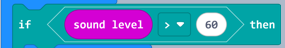 if sound level > 60 then